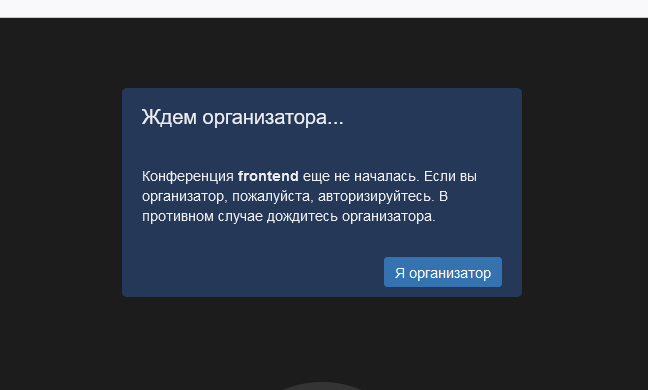 Ждем организатора...
Конференция frontend еще не началась. Если вы
организатор, пожалуйста, авторизируйтесь. В
противном случае дождитесь организатора.
Я организатор